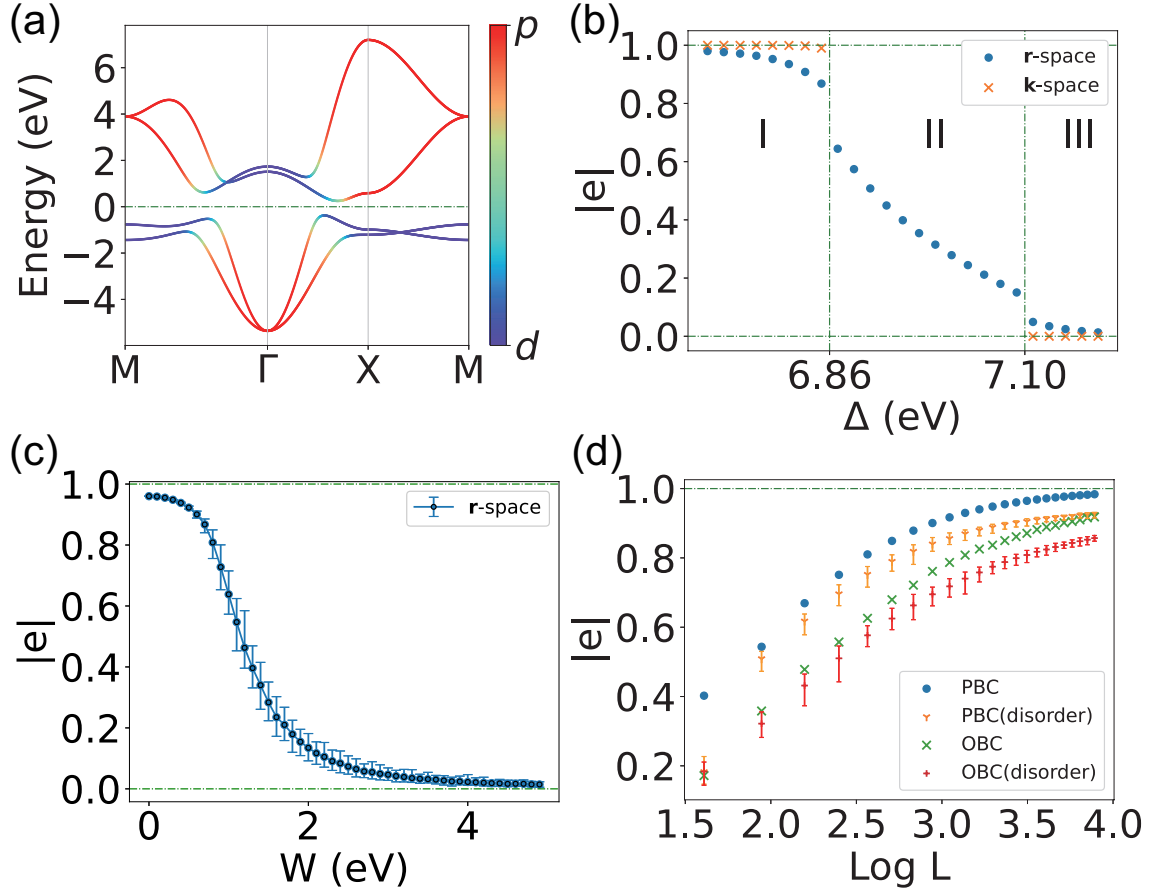 (a)
Energy (eV)
6
4
2
0
−2
−4
M Γ X M
p
d
(b)
|e|
1.0
0.8
0.6
0.4
0.2
0.0
r-space
k-space
I II III
6.86 7.10
Δ (eV)
(c)
|e|
1.0
0.8
0.6
0.4
0.2
0.0
r-space
0 2 4
W (eV)
(d)
|e|
1.0
0.8
0.6
0.4
0.2
PBC
PBC(disorder)
OBC
OBC(disorder)
1.5 2.0 2.5 3.0 3.5 4.0
Log L